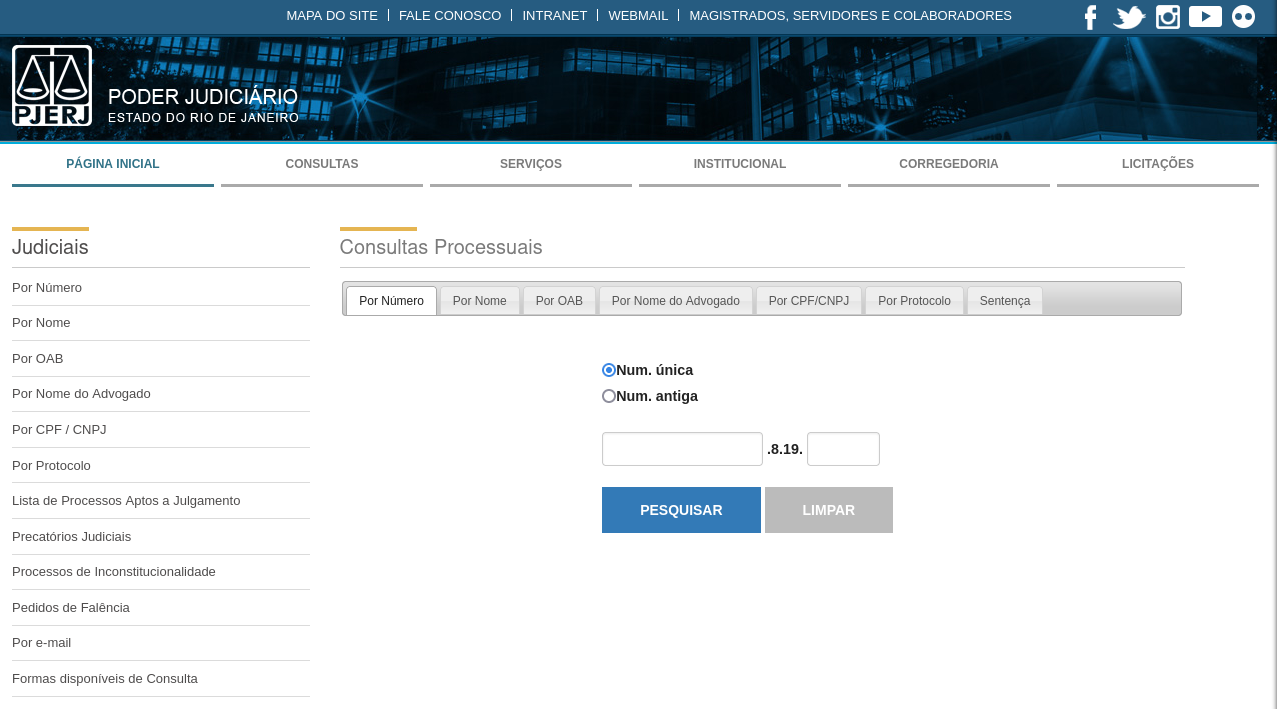 MAPA DO SITE | FALE CONOSCO | INTRANET | WEBMAIL | MAGISTRADOS, SERVIDORES E COLABORADORES
PJERJ
PODER JUDICIÁRIO
ESTADO DO RIO DE JANEIRO
PÁGINA INICIAL CONSULTAS SERVIÇOS INSTITUCIONAL CORREGEDORIA LICITAÇÕES
Judiciais
Por Número
Por Nome
Por OAB
Por Nome do Advogado
Por CPF / CNPJ
Por Protocolo
Lista de Processos Aptos a Julgamento
Precatórios Judiciais
Processos de Inconstitucionalidade
Pedidos de Falência
Por e-mail
Formas disponíveis de Consulta
Consultas Processuais
Por Número Por Nome Por OAB Por Nome do Advogado Por CPF/CNPJ Por Protocolo Sentença
Num. única
Num. antiga
.8.19.
PESQUISAR LIMPAR